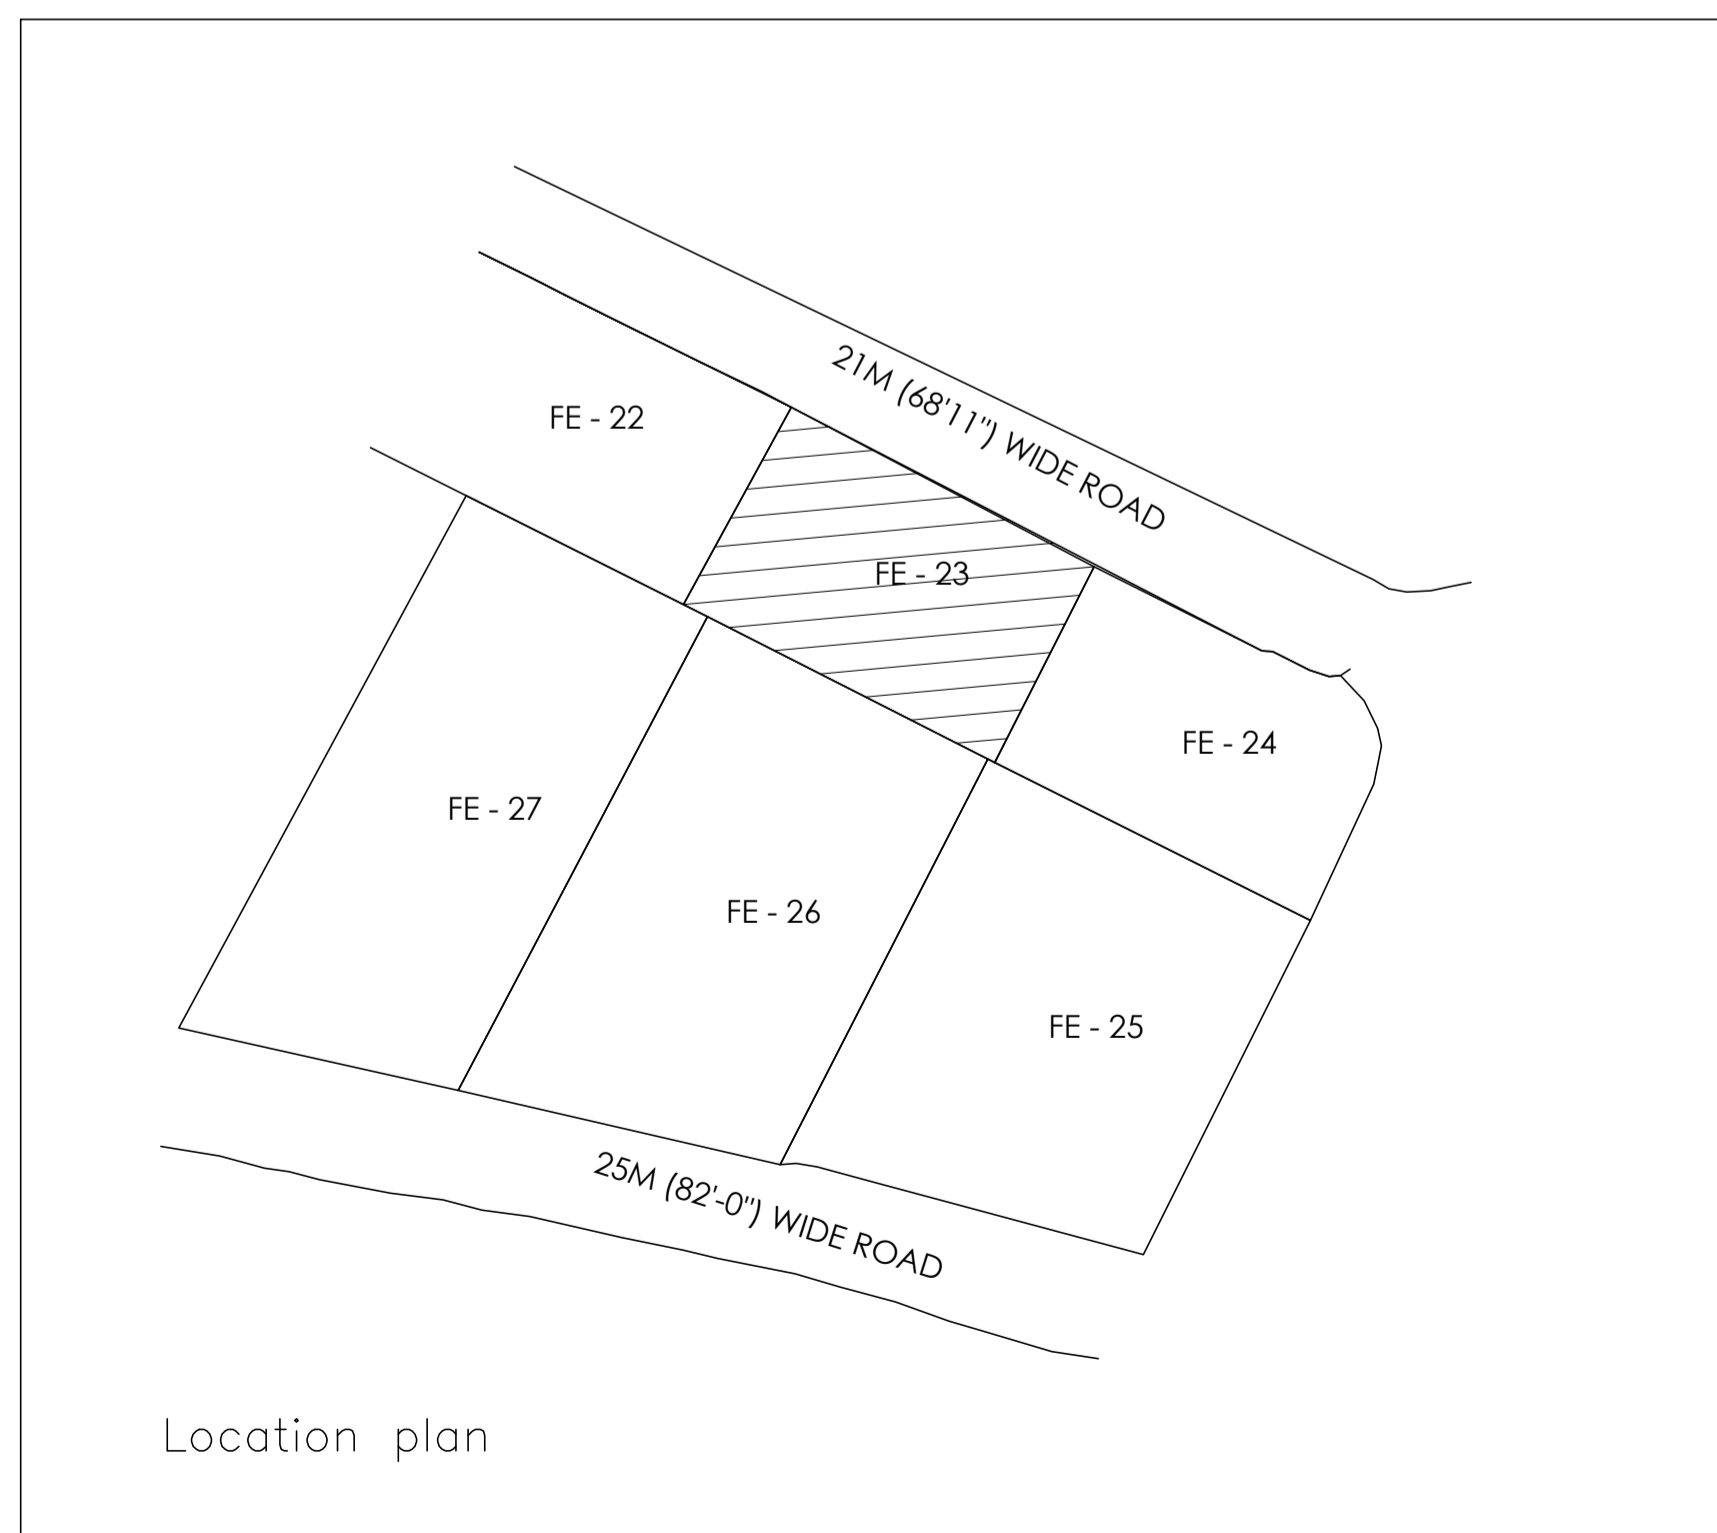 21M (68'11") WIDE ROAD
FE - 22
FE - 23
FE - 24
FE - 27
FE - 26
FE - 25
25M (82'-0") WIDE ROAD
Location plan